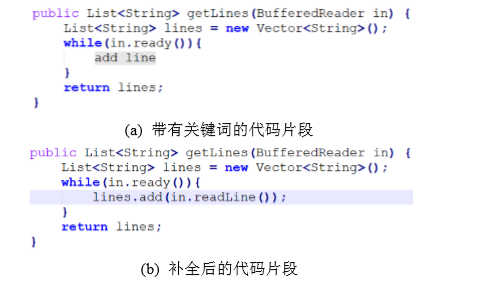 public List<String> getLines(BufferedReader in) {
List<String> lines = new Vector<String>();
while(in.ready()){
add line
}
return lines;
}
(a) 带有关键词的代码片段
public List<String> getLines(BufferedReader in) {
List<String> lines = new Vector<String>();
while(in.ready()){
lines.add(in.readLine());
}
return lines;
}
(b) 补全后的代码片段